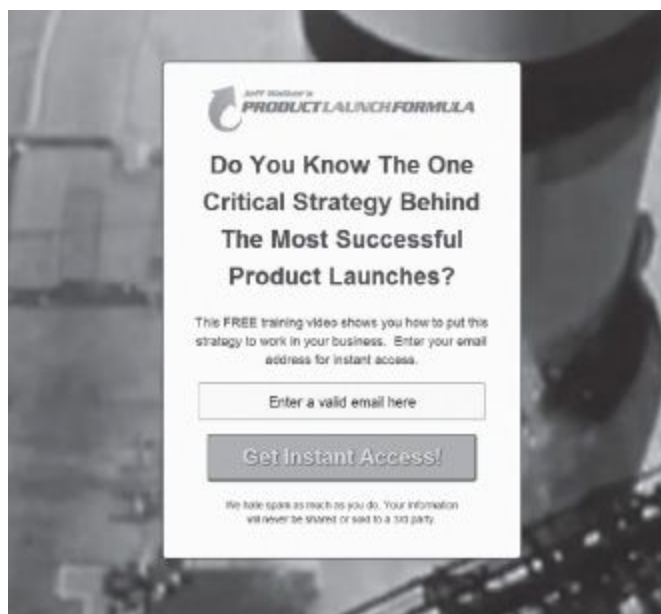 Jeff Walker's
PRODUCT LAUNCH FORMULA
Do You Know The One
Critical Strategy Behind
The Most Successful
Product Launches?
This FREE training video shows you how to put this
strategy to work in your business. Enter your email
address for instant access.
Enter a valid email here
Get Instant Access!
We hate spam as much as you do. Your information
will never be shared or sold to a 3rd party.